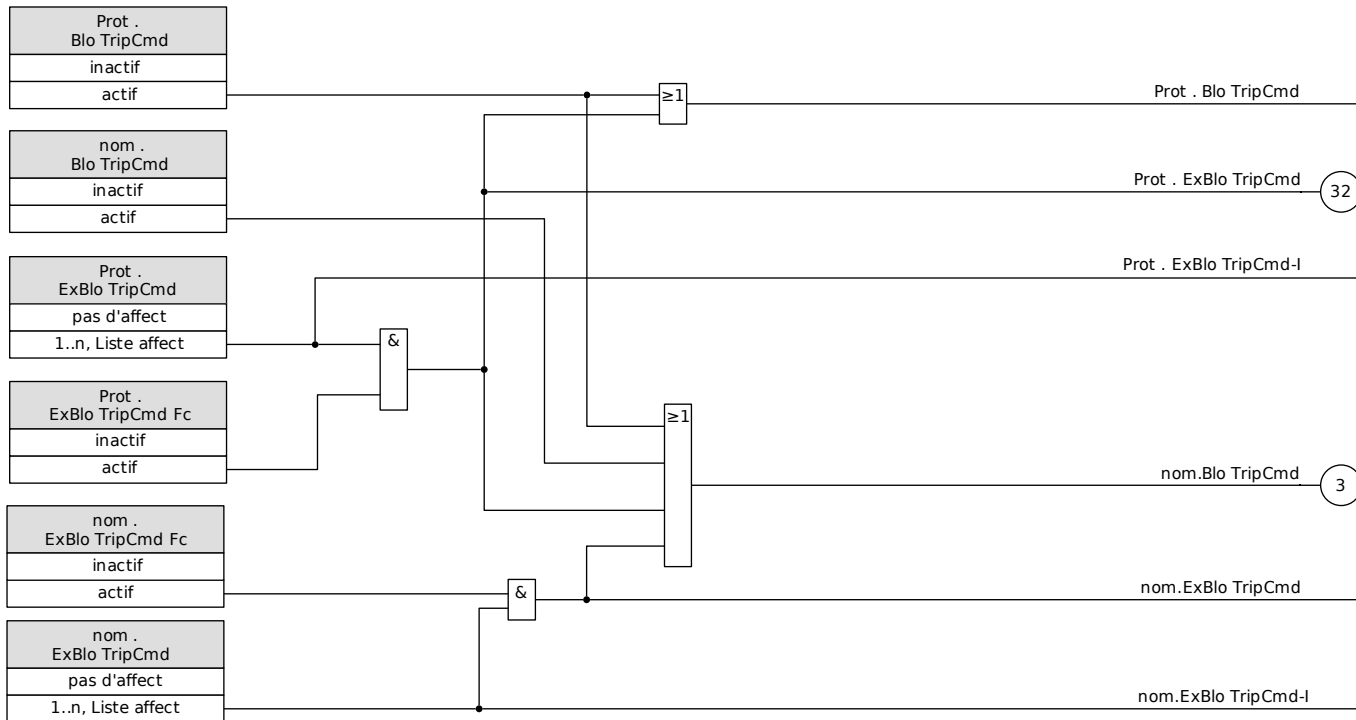 Prot .
Blo TripCmd
inactif
actif
nom .
Blo TripCmd
inactif
actif
Prot .
ExBlo TripCmd
pas d'affect
1..n, Liste affect
Prot .
ExBlo TripCmd Fc
inactif
actif
nom .
ExBlo TripCmd Fc
inactif
actif
nom .
ExBlo TripCmd
pas d'affect
1..n, Liste affect
&
&
≥1
≥1
Prot . Blo TripCmd
Prot . ExBlo TripCmd
32
Prot . ExBlo TripCmd-I
nom.Blo TripCmd
3
nom.ExBlo TripCmd
nom.ExBlo TripCmd-I